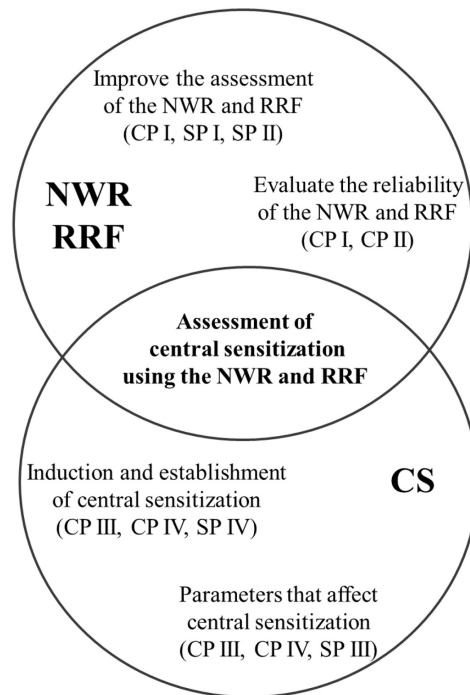 Improve the assessment
of the NWR and RRF
(CP I, SP I, SP II)
NWR
RRF
Evaluate the reliability
of the NWR and RRF
(CP I, CP II)
Assessment of
central sensitization
using the NWR and RRF
Induction and establishment
of central sensitization
(CP III, CP IV, SP IV)
CS
Parameters that affect
central sensitization
(CP III, CP IV, SP III)